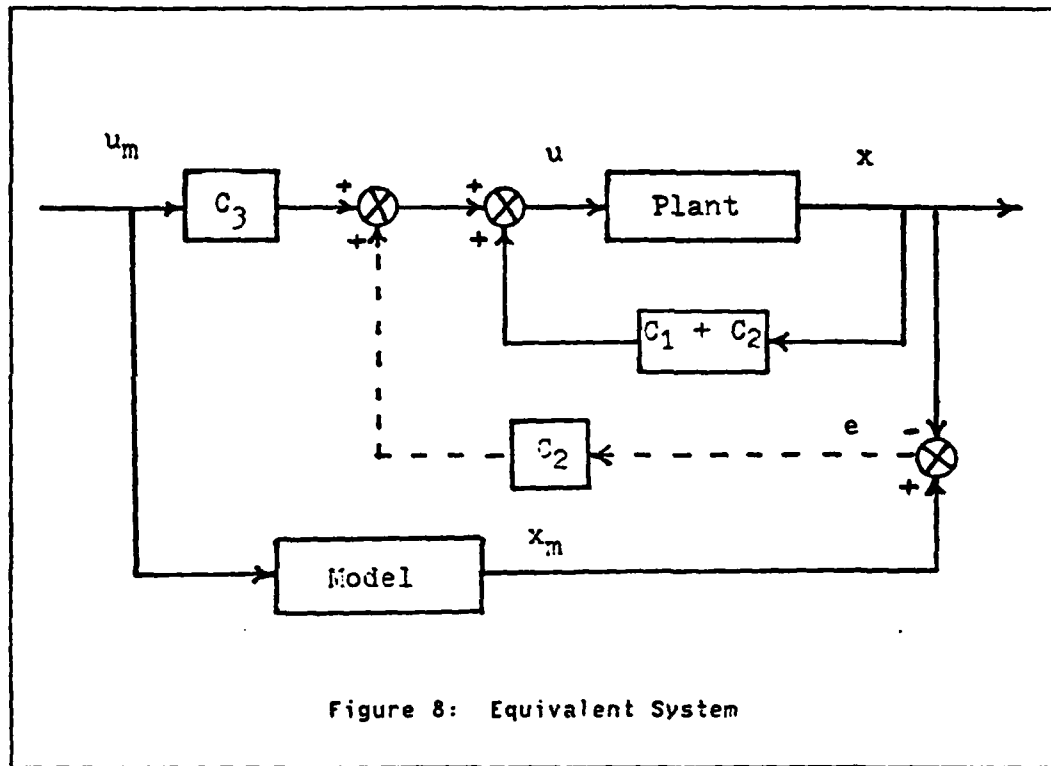 u_m
u
x
C_3
+
+
+
+
Plant
C_1 + C_2
e
-
C_2
+
x_m
Model
Figure 8: Equivalent System